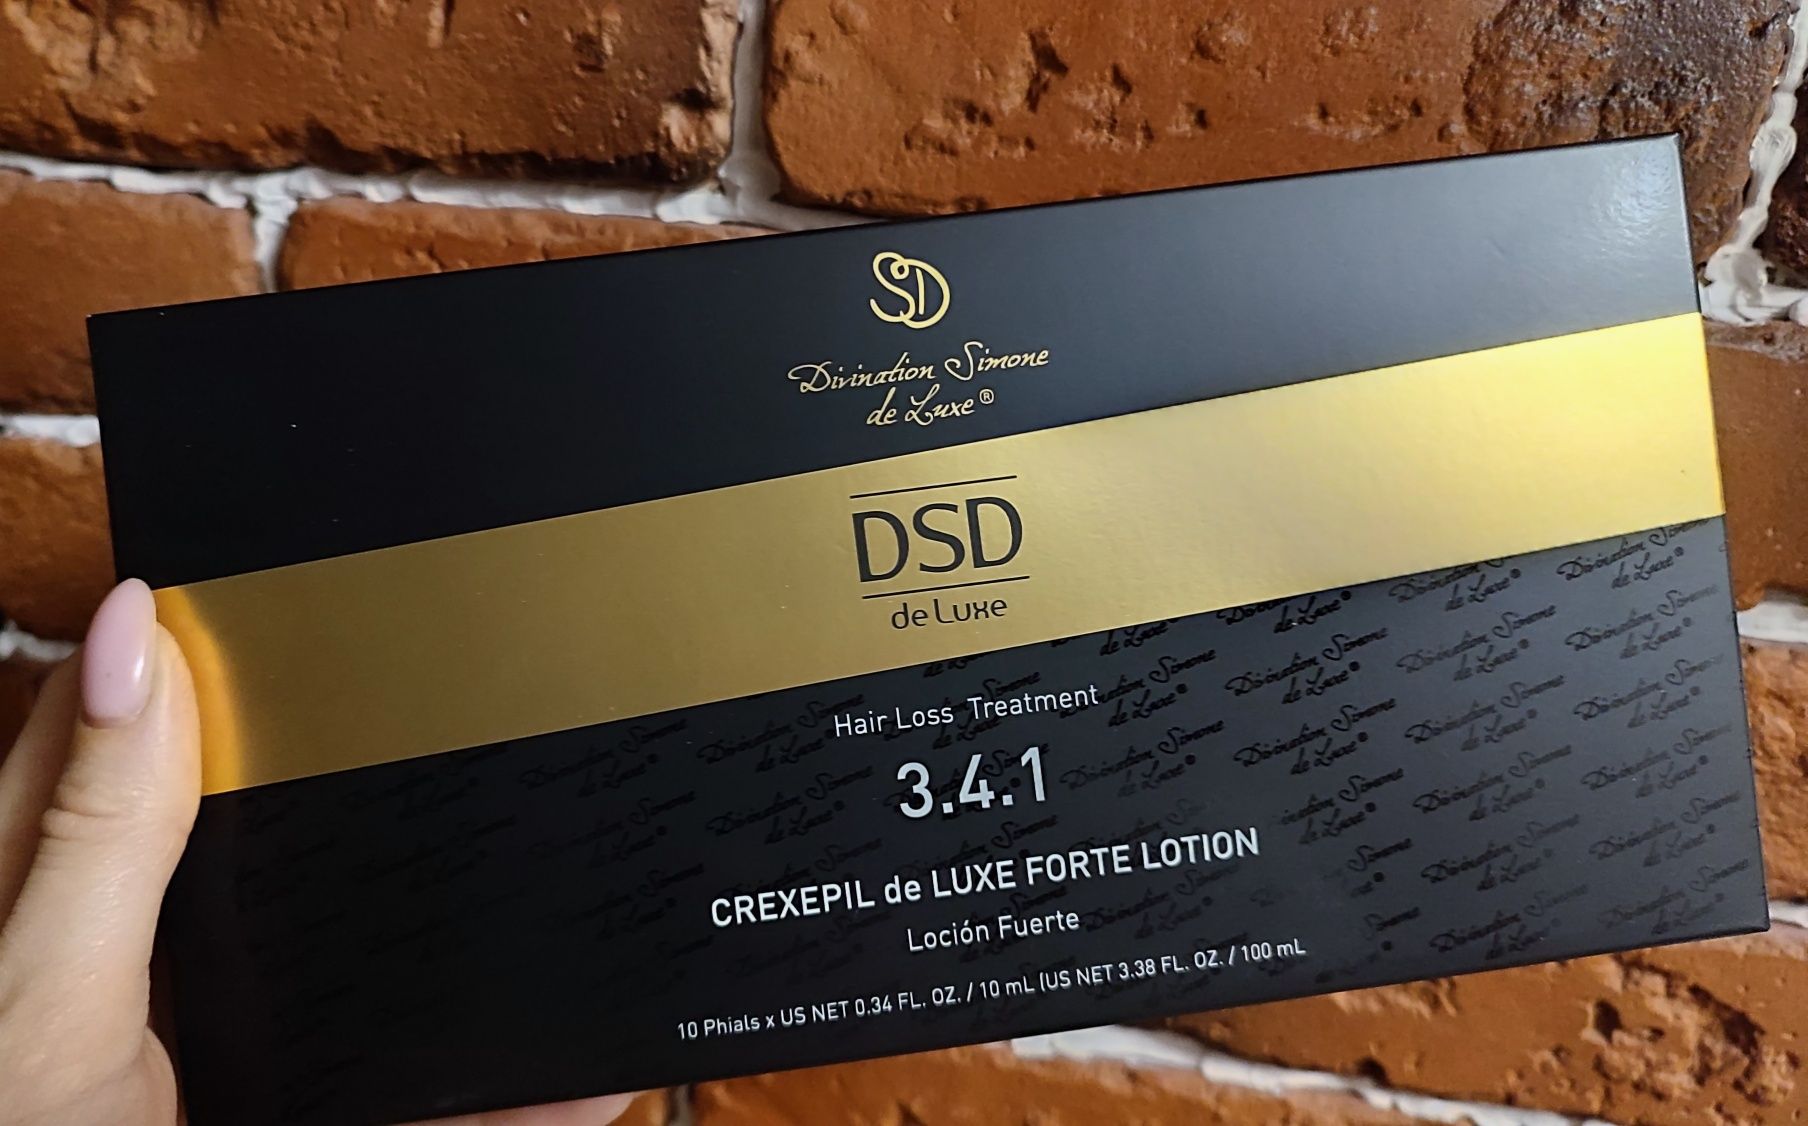 SD
Divination Simone
de Luxe®
DSD
de Luxe
Hair Loss Treatment
3.4.1
CREXEPIL de LUXE FORTE LOTION
Loción Fuerte
10 Phials x US NET 0.34 FL. OZ. / 10 mL (US NET 3.38 FL. OZ. / 100 mL